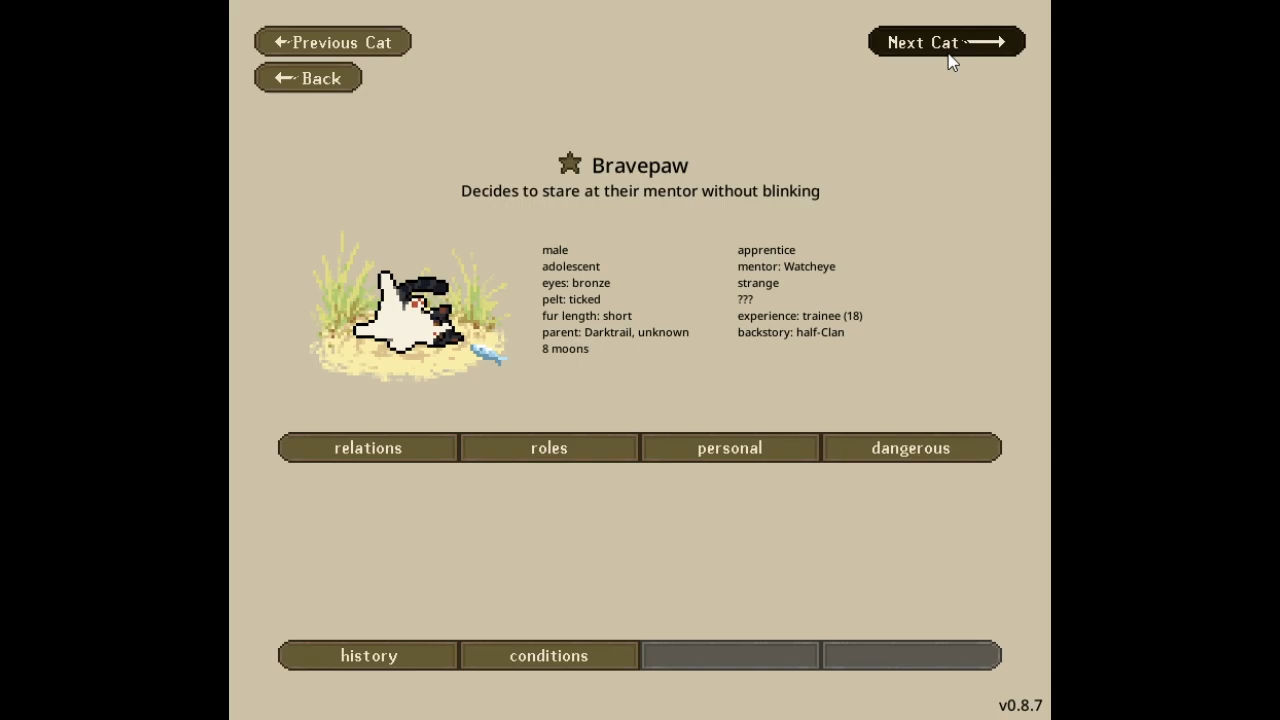 Previous Cat
Next Cat
Back
Bravepaw
Decides to stare at their mentor without blinking
male
adolescent
eyes: bronze
pelt: ticked
fur length: short
parent: Darktrail, unknown
8 moons
apprentice
mentor: Watcheye
strange
???
experience: trainee (18)
backstory: half-Clan
relations
roles
personal
dangerous
history
conditions
v0.8.7